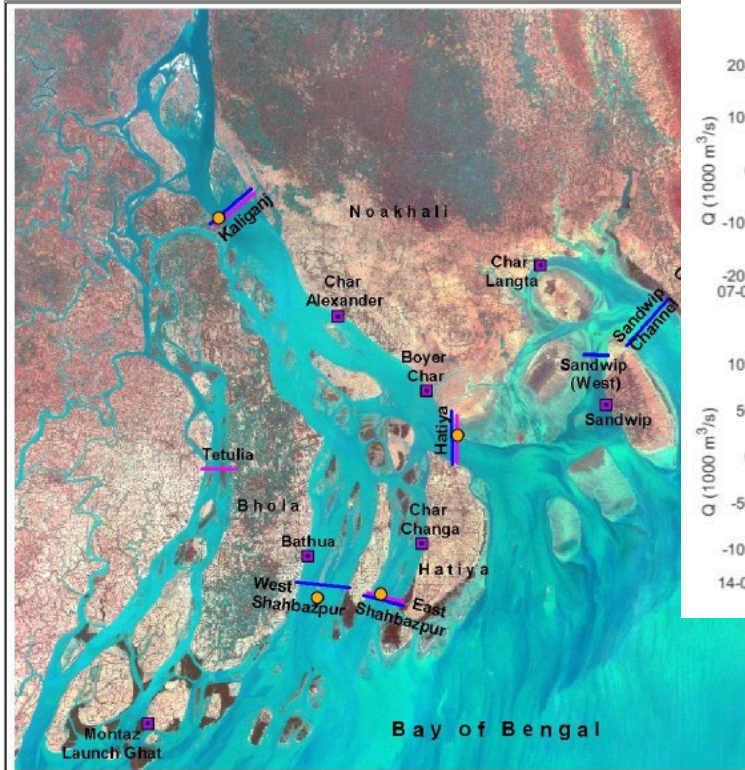 Noakhali
Kaliganj
Char
Langta
Char
Alexander
Sandwip
Channel
Sandwip
(West)
Boyer
Char
Sandwip
Hatiya
Tetulia
Bhola
Char
Changa
Bathua
Hatiya
West
Shahbazpur
East
Shahbazpur
Montaz
Launch Ghat
Bay of Bengal
Q (1000 m³/s)
Q (1000 m³/s)